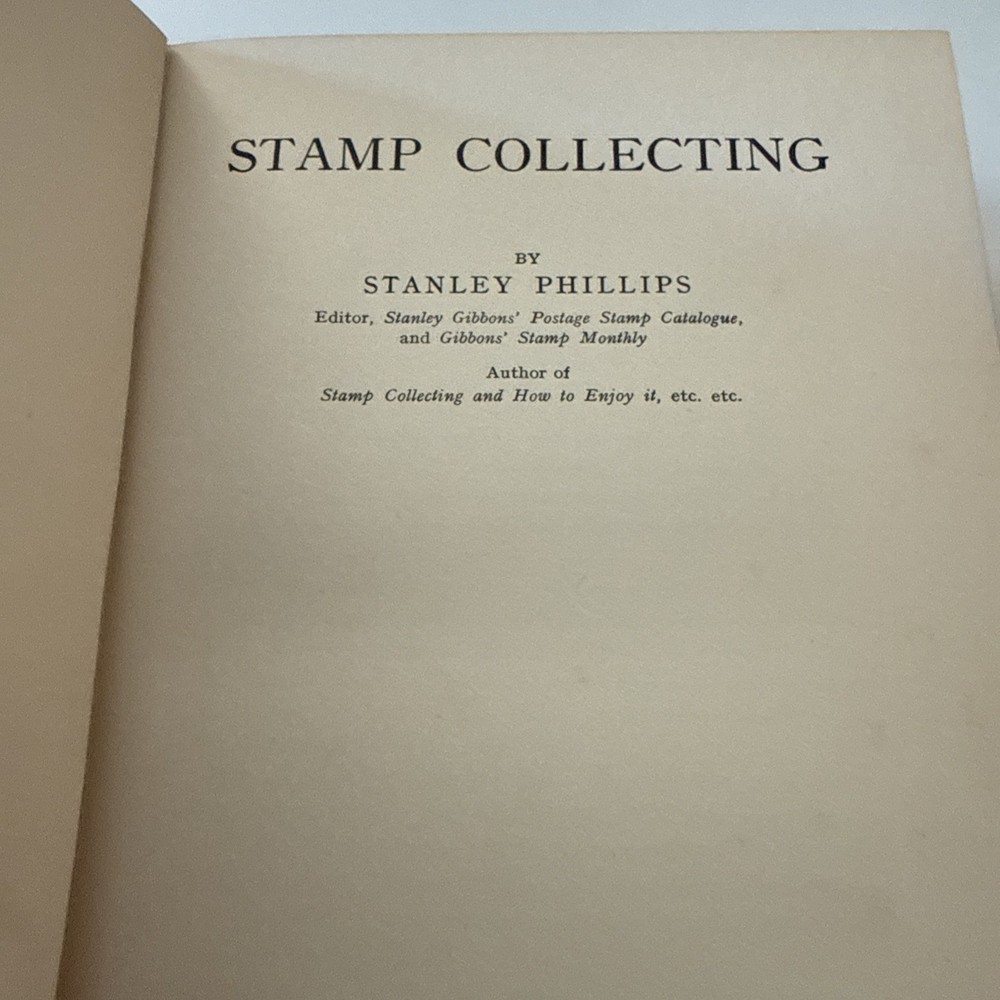 STAMP COLLECTING
BY
STANLEY PHILLIPS
Editor, Stanley Gibbons' Postage Stamp Catalogue,
and Gibbons' Stamp Monthly
Author of
Stamp Collecting and How to Enjoy it, etc. etc.